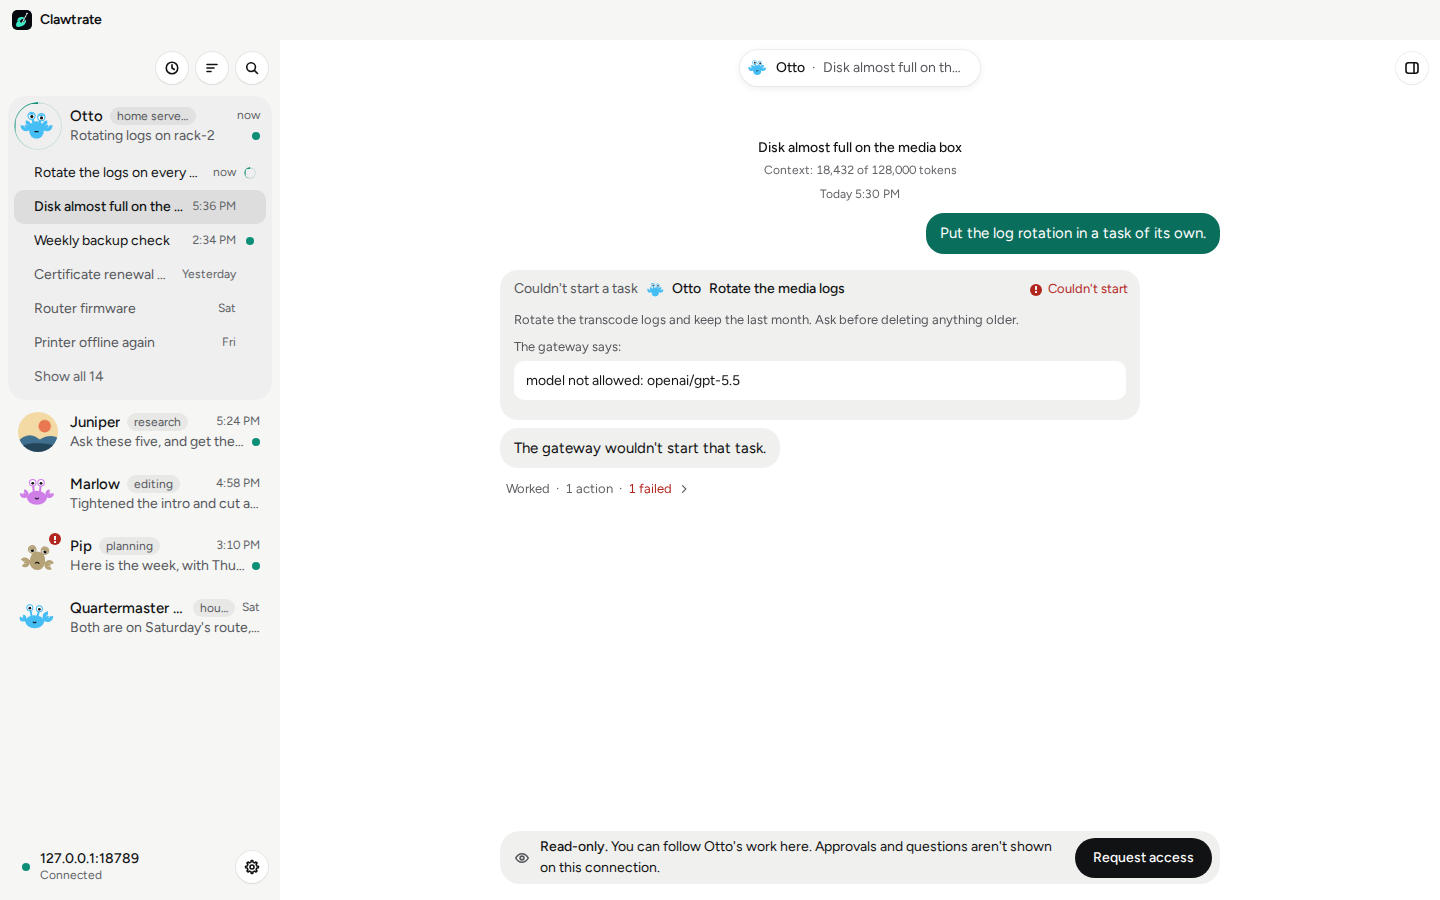 Clawtrate
Otto home serve... now
Rotating logs on rack-2
Rotate the logs on every ... now
Disk almost full on the ... 5:36 PM
Weekly backup check 2:34 PM
Certificate renewal ... Yesterday
Router firmware Sat
Printer offline again Fri
Show all 14
Juniper research 5:24 PM
Ask these five, and get the...
Marlow editing 4:58 PM
Tightened the intro and cut a...
Pip planning 3:10 PM
Here is the week, with Thu...
Quartermaster ... hou... Sat
Both are on Saturday's route,...
127.0.0.1:18789
Connected
Otto · Disk almost full on th...
Disk almost full on the media box
Context: 18,432 of 128,000 tokens
Today 5:30 PM
Put the log rotation in a task of its own.
Couldn't start a task Otto Rotate the media logs Couldn't start
Rotate the transcode logs and keep the last month. Ask before deleting anything older.
The gateway says:
model not allowed: openai/gpt-5.5
The gateway wouldn't start that task.
Worked · 1 action · 1 failed
Read-only. You can follow Otto's work here. Approvals and questions aren't shown
on this connection.
Request access